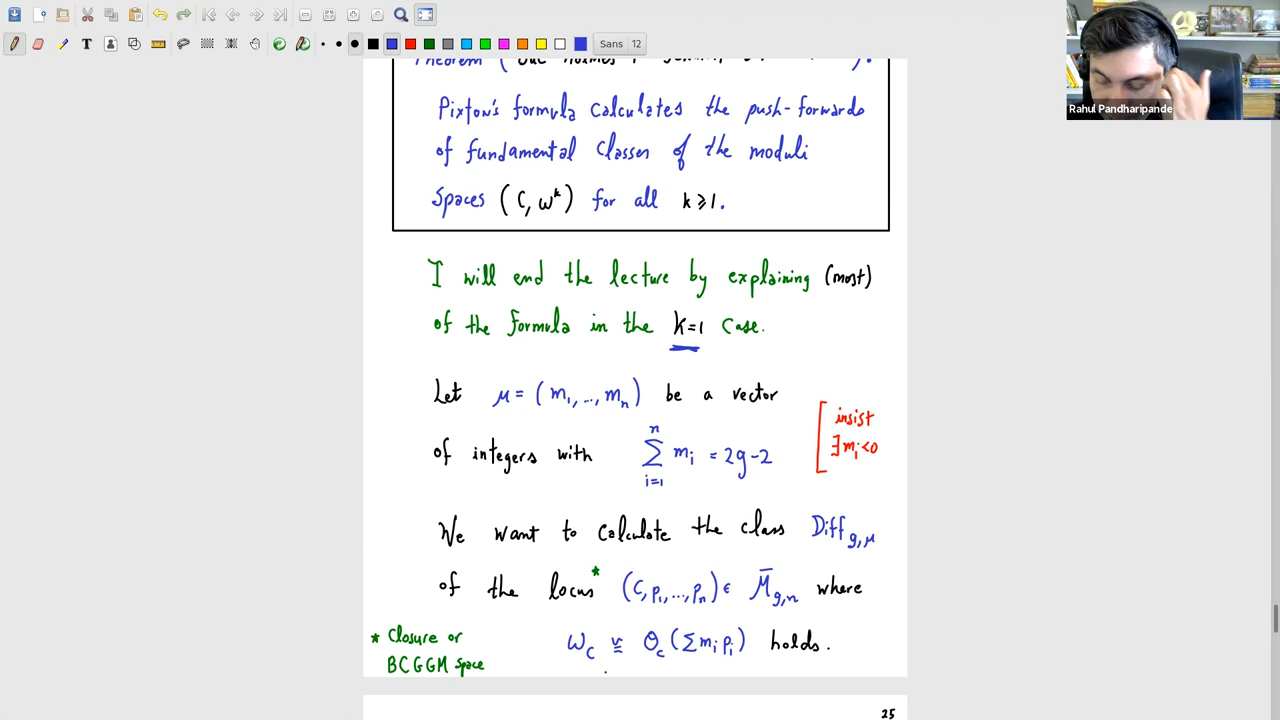 Sans 12
Rahul Pandharipande
Theorem (
Pixton's formula calculates the push-forwards
of fundamental classes of the moduli
spaces (C, ω^k) for all k ≥ 1.
I will end the lecture by explaining (most)
of the formula in the k=1 case.
Let μ = (m_1, ..., m_n) be a vector
of integers with \sum_{i=1}^{n} m_i = 2g-2
[ insist
∃ m_i < 0
We want to calculate the class Diff_{g,μ}
of the locus* (C, p_1, ..., p_n) ∈ \bar{M}_{g,n} where
* Closure or
BCGGM space
ω_C ≅ O_C (Σ m_i p_i) holds.
25